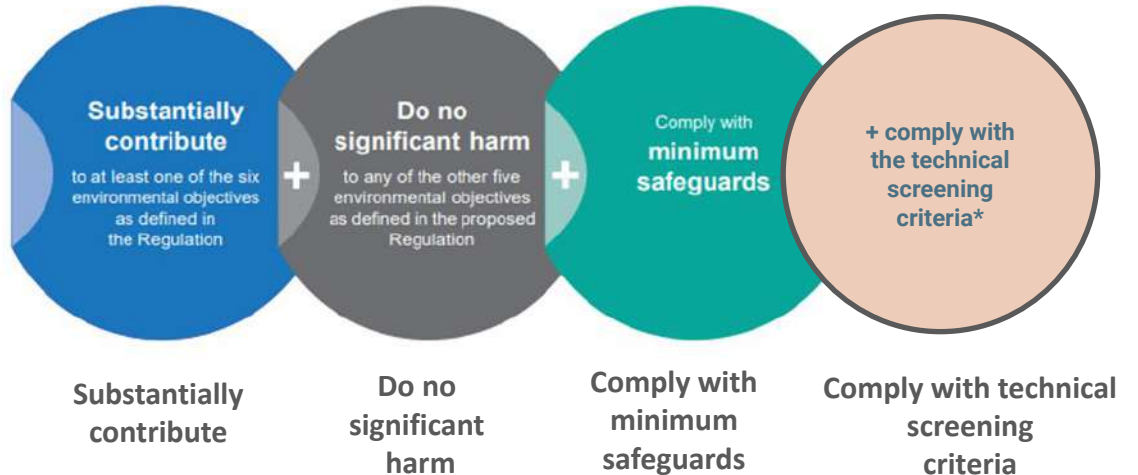 Substantially
contribute
to at least one of the six
environmental objectives
as defined in
the Regulation
+
Do no
significant harm
to any of the other five
environmental objectives
as defined in the proposed
Regulation
+
Comply with
minimum
safeguards
+ comply with
the technical
screening
criteria*
Substantially
contribute
Do no
significant
harm
Comply with
minimum
safeguards
Comply with technical
screening
criteria